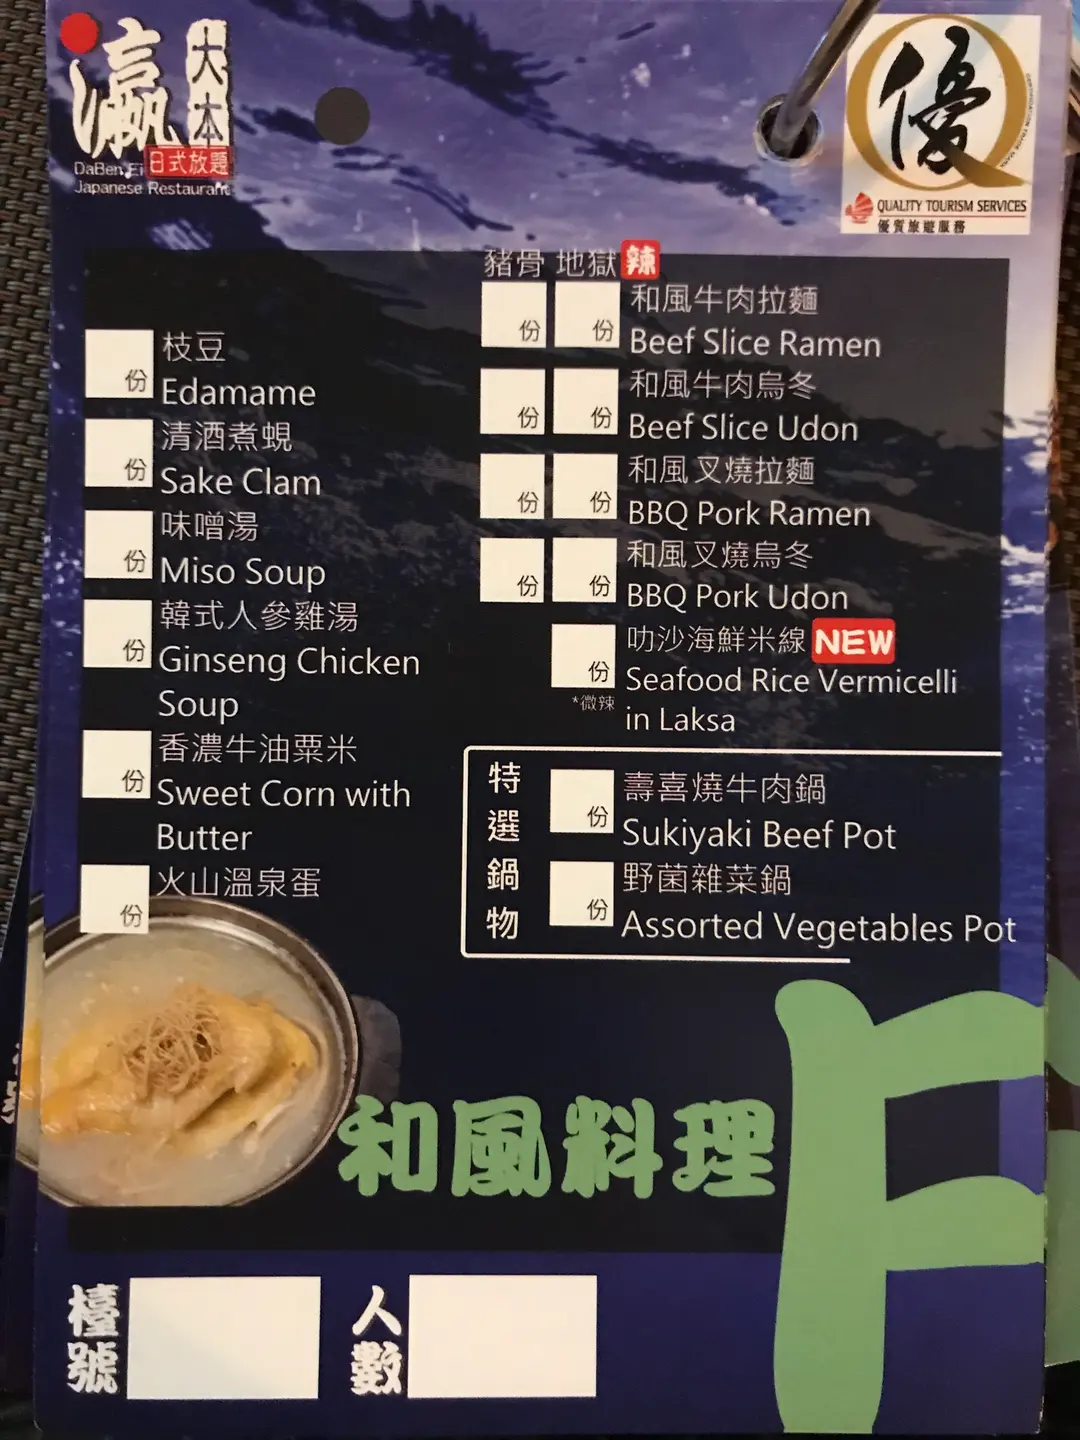 瀛
大本
日式放題
DaBen Ei
Japanese Restaurant
優
QUALITY TOURISM SERVICES
優質旅遊服務
份
枝豆
Edamame
份
清酒煮蜆
Sake Clam
份
味噌湯
Miso Soup
份
韓式人參雞湯
Ginseng Chicken
Soup
份
香濃牛油粟米
Sweet Corn with
Butter
份
火山溫泉蛋
豬骨 地獄 辣
份 份
和風牛肉拉麵
Beef Slice Ramen
份 份
和風牛肉烏冬
Beef Slice Udon
份 份
和風叉燒拉麵
BBQ Pork Ramen
份 份
和風叉燒烏冬
BBQ Pork Udon
份
叻沙海鮮米線 NEW
*微辣
Seafood Rice Vermicelli
in Laksa
特選鍋物
份
壽喜燒牛肉鍋
Sukiyaki Beef Pot
份
野菌雜菜鍋
Assorted Vegetables Pot
和風料理
F
檯號
人數